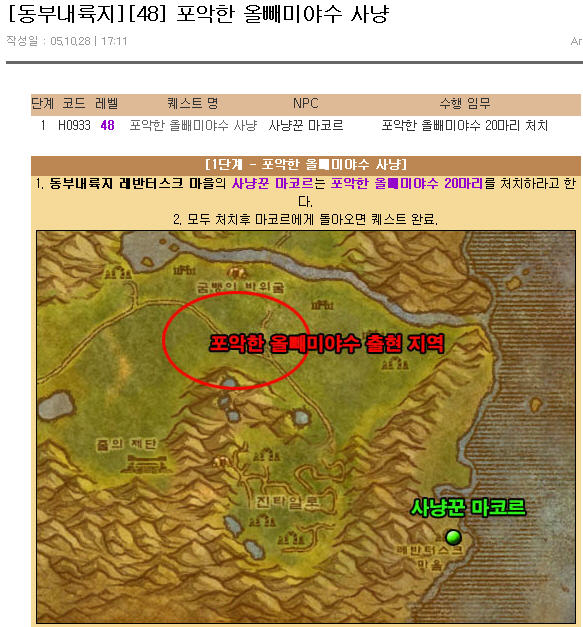 [동부내륙지][48] 포악한 올빼미야수 사냥
작성일 : 05.10.28 | 17:11
Ar
단계 코드 레벨 퀘스트 명 NPC 수행 임무
1 H0933 48 포악한 올빼미야수 사냥 사냥꾼 마코르 포악한 올빼미야수 20마리 처치
[1단계 - 포악한 올빼미야수 사냥]
1. 동부내륙지 레반터스크 마을의 사냥꾼 마코르는 포악한 올빼미야수 20마리를 처치하라고 한
다.
2. 모두 처치후 마코르에게 돌아오면 퀘스트 완료.
굼뱅이 바위굴
포악한 올빼미야수 출현 지역
줄의 제단
진타알로
사냥꾼 마코르
레반터스크
마을